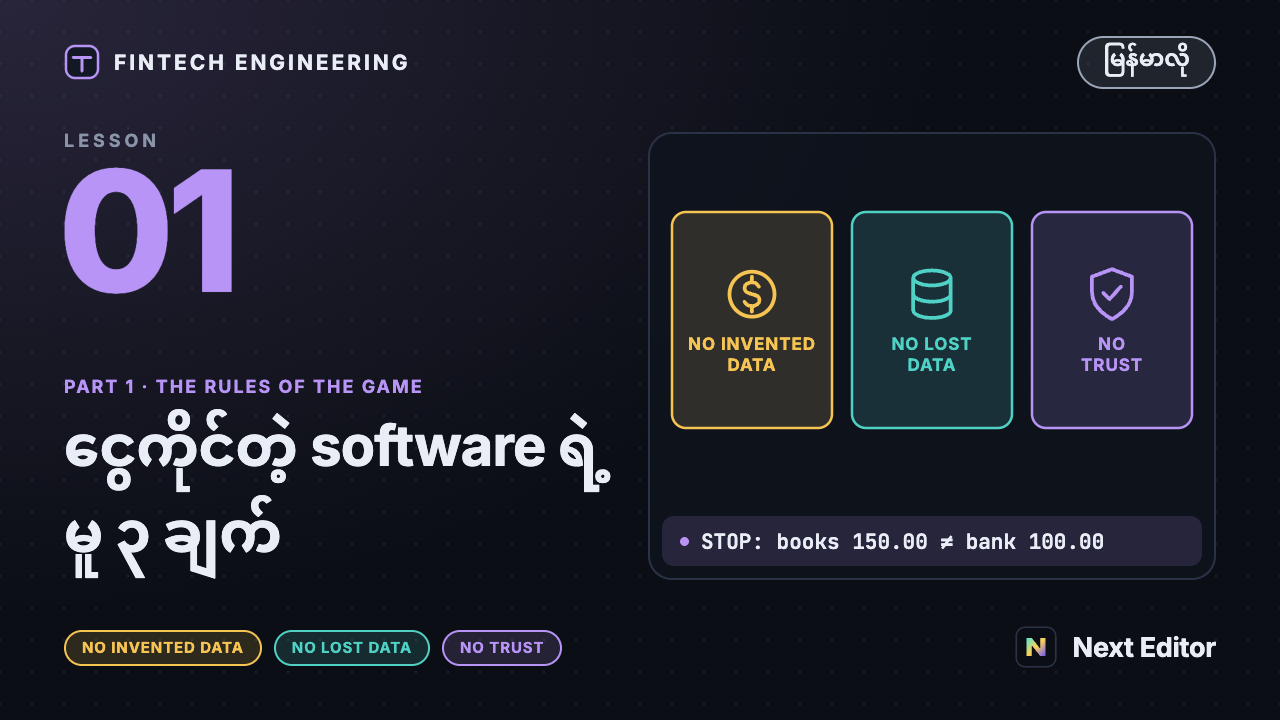 FINTECH ENGINEERING
မြန်မာလို
LESSON
01
PART 1 · THE RULES OF THE GAME
ငွေကိုင်တဲ့ software ရဲ့
မူ ၃ ချက်
NO INVENTED DATA
NO LOST DATA
NO TRUST
NO INVENTED
DATA
NO LOST
DATA
NO
TRUST
STOP: books 150.00 ≠ bank 100.00
N Next Editor